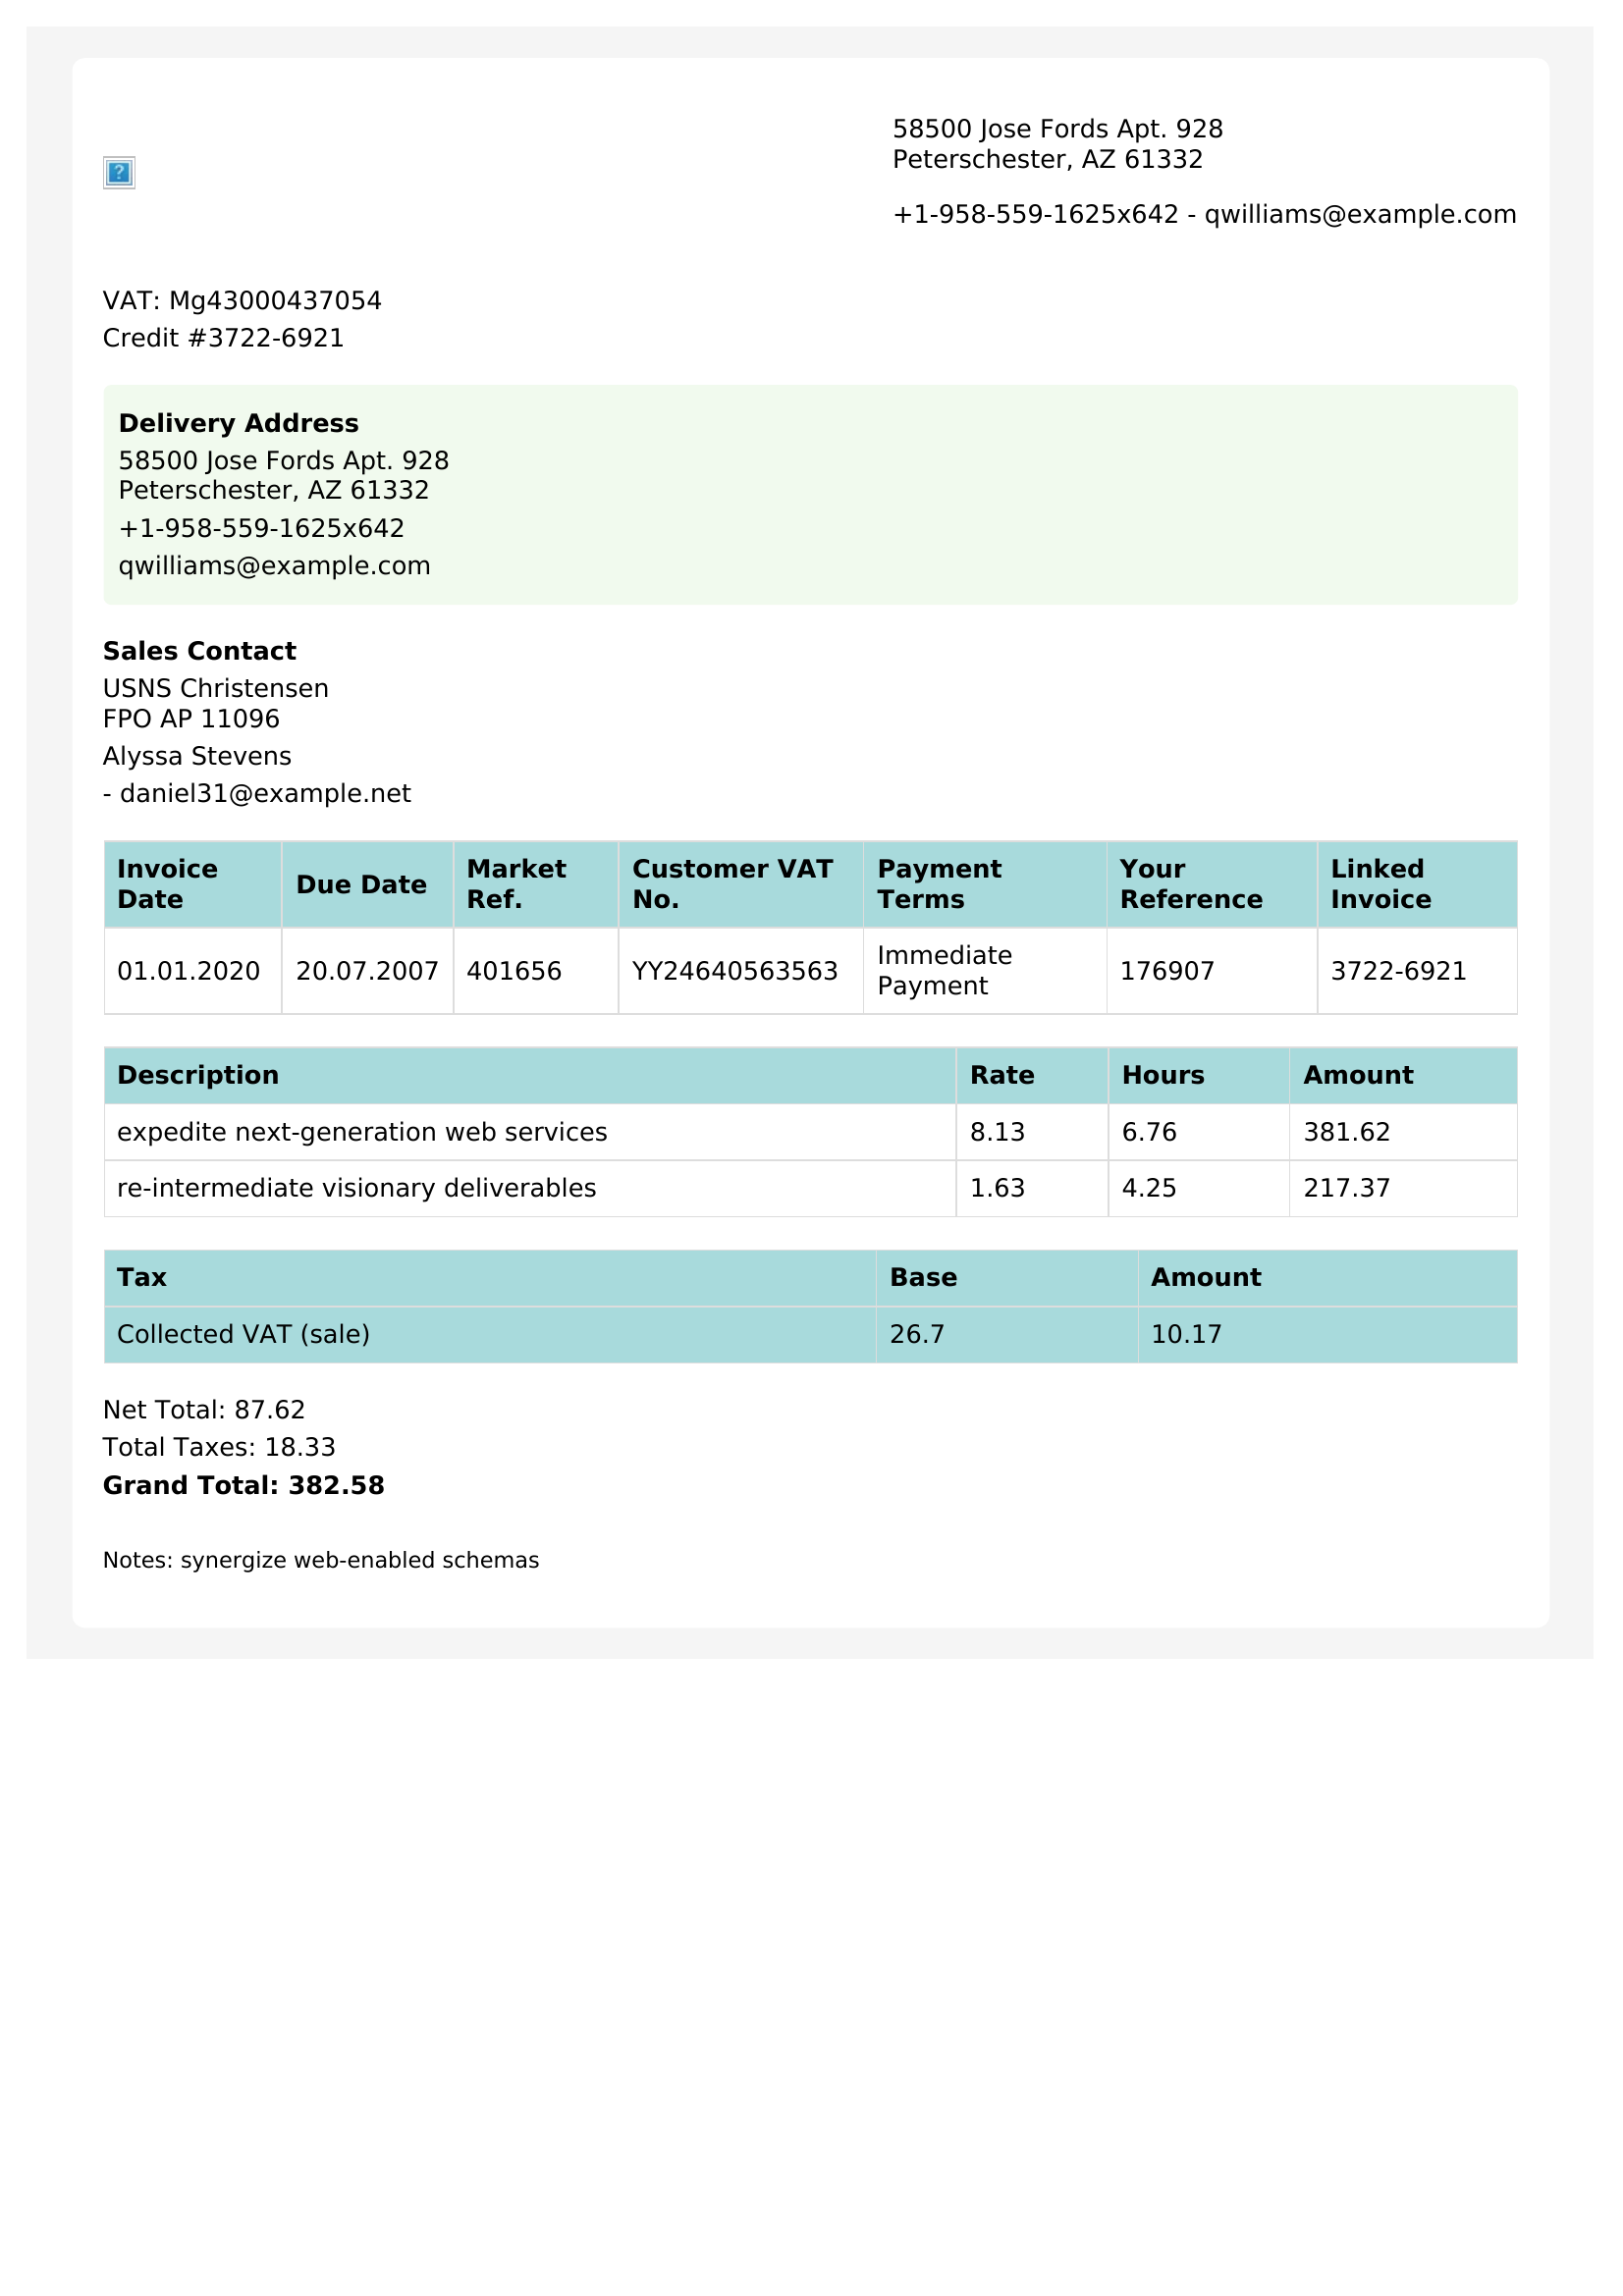 58500 Jose Fords Apt. 928
Peterschester, AZ 61332
+1-958-559-1625x642 - qwilliams@example.com
VAT: Mg43000437054
Credit #3722-6921
Delivery Address
58500 Jose Fords Apt. 928
Peterschester, AZ 61332
+1-958-559-1625x642
qwilliams@example.com
Sales Contact
USNS Christensen
FPO AP 11096
Alyssa Stevens
- daniel31@example.net
Invoice Date Due Date Market Ref. Customer VAT No. Payment Terms Your Reference Linked Invoice
01.01.2020 20.07.2007 401656 YY24640563563 Immediate Payment 176907 3722-6921
Description Rate Hours Amount
expedite next-generation web services 8.13 6.76 381.62
re-intermediate visionary deliverables 1.63 4.25 217.37
Tax Base Amount
Collected VAT (sale) 26.7 10.17
Net Total: 87.62
Total Taxes: 18.33
Grand Total: 382.58
Notes: synergize web-enabled schemas